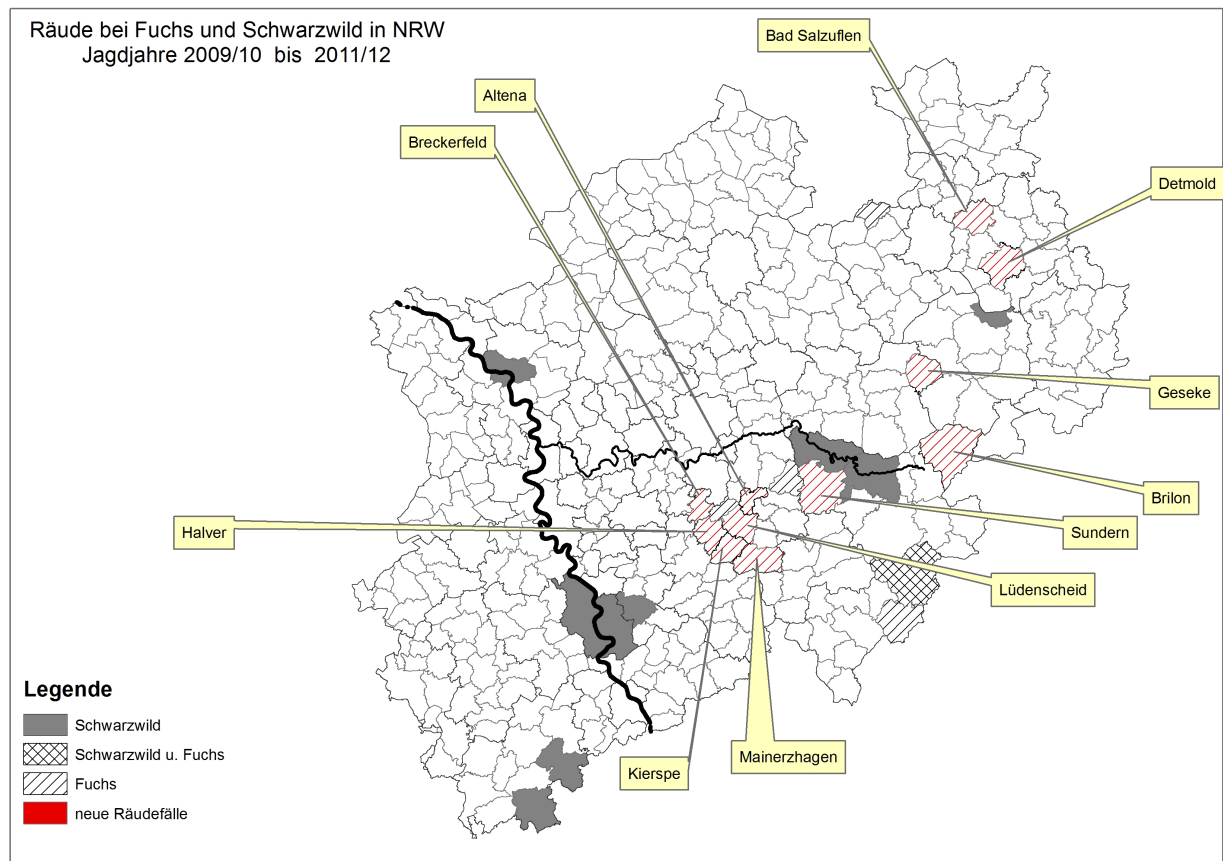 Räude bei Fuchs und Schwarzwild in NRW
Jagdjahre 2009/10 bis 2011/12
Bad Salzuflen
Altena
Breckerfeld
Detmold
Geseke
Brilon
Halver
Sundern
Lüdenscheid
Mainerzhagen
Kierspe
Legende
Schwarzwild
Schwarzwild u. Fuchs
Fuchs
neue Räudefälle